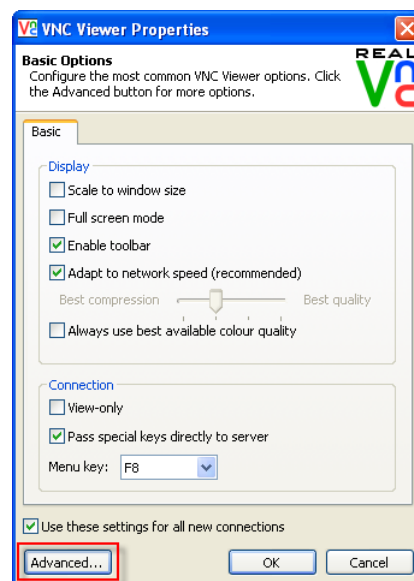 VNC Viewer Properties
Basic Options
Configure the most common VNC Viewer options. Click
the Advanced button for more options.
REAL
VNC
Basic
Display
Scale to window size
Full screen mode
Enable toolbar
Adapt to network speed (recommended)
Best compression Best quality
Always use best available colour quality
Connection
View-only
Pass special keys directly to server
Menu key: F8
Use these settings for all new connections
Advanced... OK Cancel